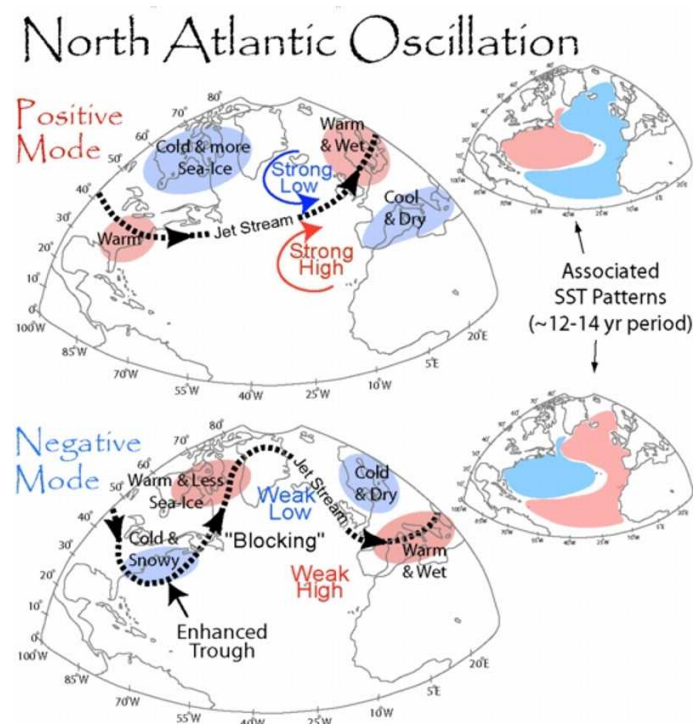 North Atlantic Oscillation
Positive
Mode
80°
70°
60°
50°
40°
30°
20°
10°
0°
100°W
85°W
70°W
55°W
40°W
25°W
10°W
5°E
20°E
Cold & more
Sea-Ice
Warm
& Wet
Strong
Low
Cool
& Dry
Warm
Jet Stream
Strong
High
Associated
SST Patterns
(~12-14 yr period)
Negative
Mode
80°
70°
60°
50°
40°
30°
20°
10°
0°
100°W
85°W
70°W
55°W
40°W
25°W
10°W
5°E
20°E
Warm & Less
Sea-Ice
Jet Stream
Cold
& Dry
Weak
Low
Cold &
Snowy
"Blocking"
Warm
& Wet
Weak
High
Enhanced
Trough